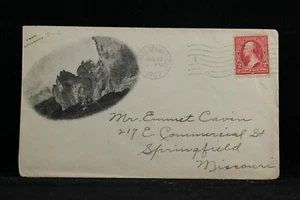 Mr. Emmet Cavin
217 E Commercial St
Springfield
Missouri